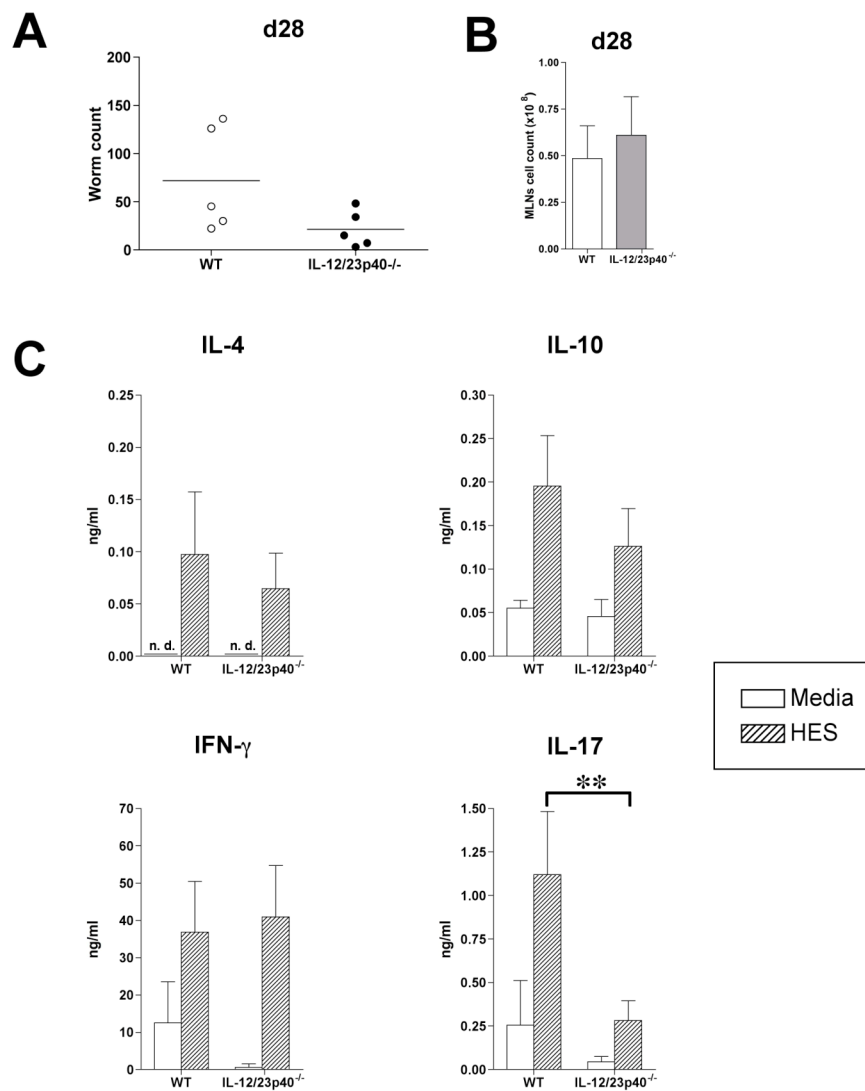 A
d28
Worm count
200
150
100
50
0
WT
IL-12/23p40-/-
B
d28
MLNs cell count (x10 8)
1.00
0.75
0.50
0.25
0.00
WT
IL-12/23p40-/-
C
IL-4
ng/ml
0.25
0.20
0.15
0.10
0.05
0.00
n. d.
n. d.
WT
IL-12/23p40-/-
IL-10
ng/ml
0.30
0.25
0.20
0.15
0.10
0.05
0.00
WT
IL-12/23p40-/-
Media
HES
IFN-γ
ng/ml
70
60
50
40
30
20
10
0
WT
IL-12/23p40-/-
IL-17
**
ng/ml
1.50
1.25
1.00
0.75
0.50
0.25
0.00
WT
IL-12/23p40-/-